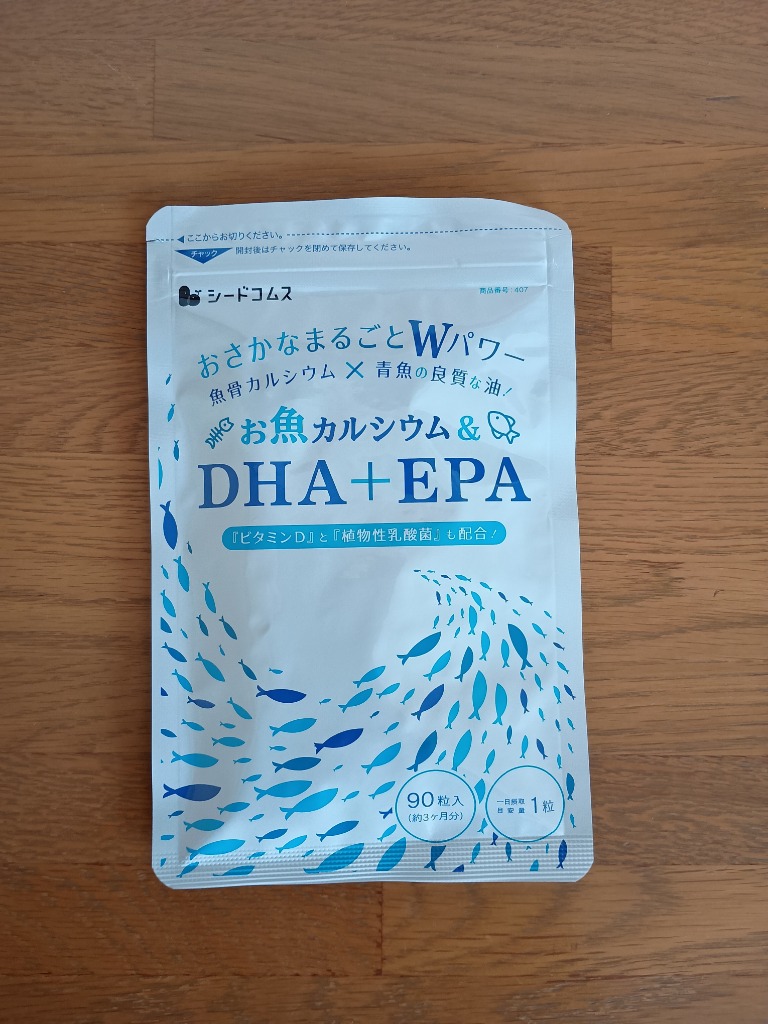 ◀ここからお切りください。
チャック
開封後はチャックを閉めて保存してください。
シードコムス
商品番号:407
おさかなまるごとWパワー
魚骨カルシウム×青魚の良質な油!
お魚カルシウム&
DHA+EPA
『ビタミンD』と『植物性乳酸菌』も配合!
90粒入
(約3ヶ月分)
一日摂取
目安量
1粒